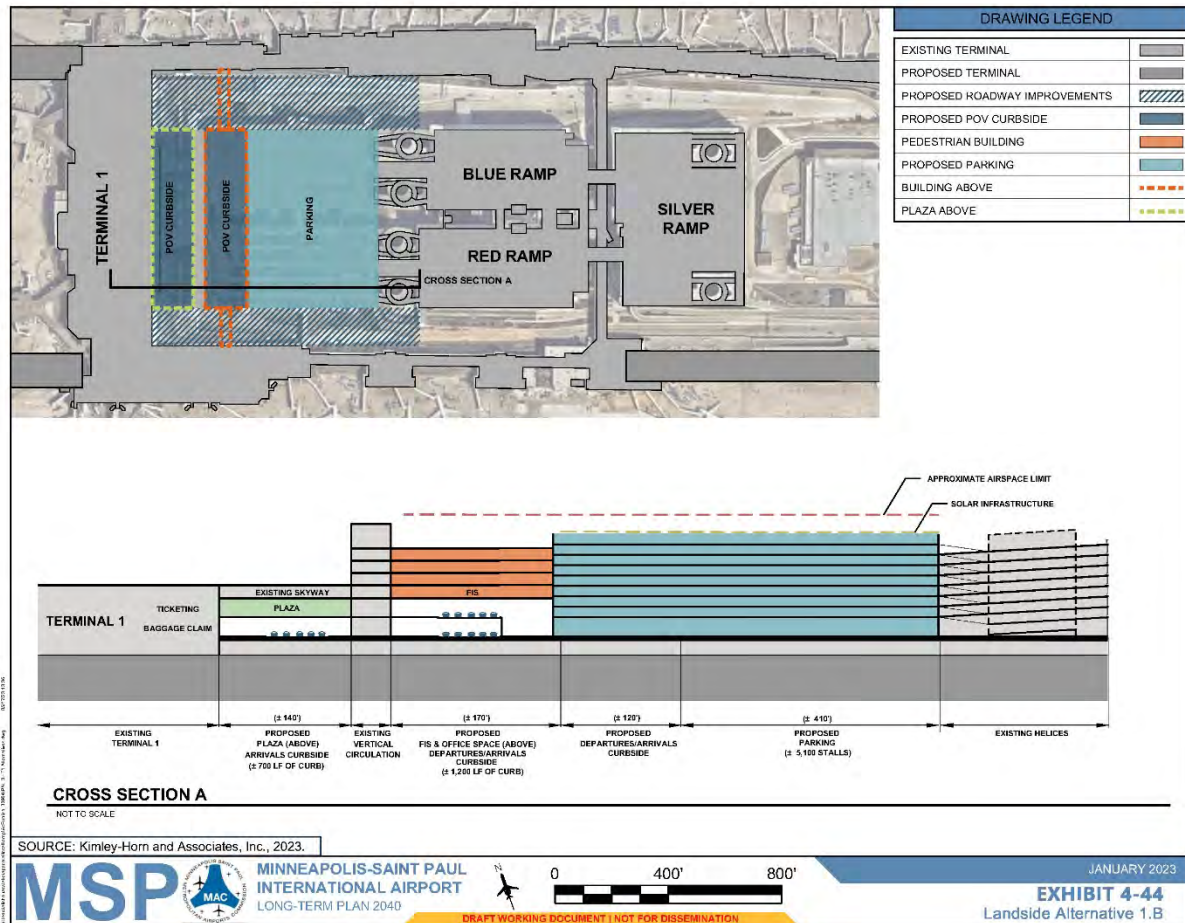 DRAWING LEGEND
EXISTING TERMINAL
PROPOSED TERMINAL
PROPOSED ROADWAY IMPROVEMENTS
PROPOSED POV CURBSIDE
PEDESTRIAN BUILDING
PROPOSED PARKING
BUILDING ABOVE
PLAZA ABOVE
TERMINAL 1
POV CURBSIDE
POV CURBSIDE
PARKING
BLUE RAMP
RED RAMP
SILVER
RAMP
CROSS SECTION A
APPROXIMATE AIRSPACE LIMIT
SOLAR INFRASTRUCTURE
TERMINAL 1
TICKETING
BAGGAGE CLAIM
EXISTING SKYWAY
PLAZA
FIS
EXISTING
TERMINAL 1
(± 140')
PROPOSED
PLAZA (ABOVE)
ARRIVALS CURBSIDE
(± 700 LF OF CURB)
EXISTING
VERTICAL
CIRCULATION
(± 170')
PROPOSED
FIS & OFFICE SPACE (ABOVE)
DEPARTURES/ARRIVALS
CURBSIDE
(± 1,200 LF OF CURB)
(± 120')
PROPOSED
DEPARTURES/ARRIVALS
CURBSIDE
(± 410')
PROPOSED
PARKING
(± 5,100 STALLS)
EXISTING HELICES
CROSS SECTION A
NOT TO SCALE
SOURCE: Kimley-Horn and Associates, Inc., 2023.
MSP
MAC
MINNEAPOLIS-SAINT PAUL
INTERNATIONAL AIRPORT
LONG-TERM PLAN 2040
N
0 400' 800'
DRAFT WORKING DOCUMENT | NOT FOR DISSEMINATION
JANUARY 2023
EXHIBIT 4-44
Landside Alternative 1.B